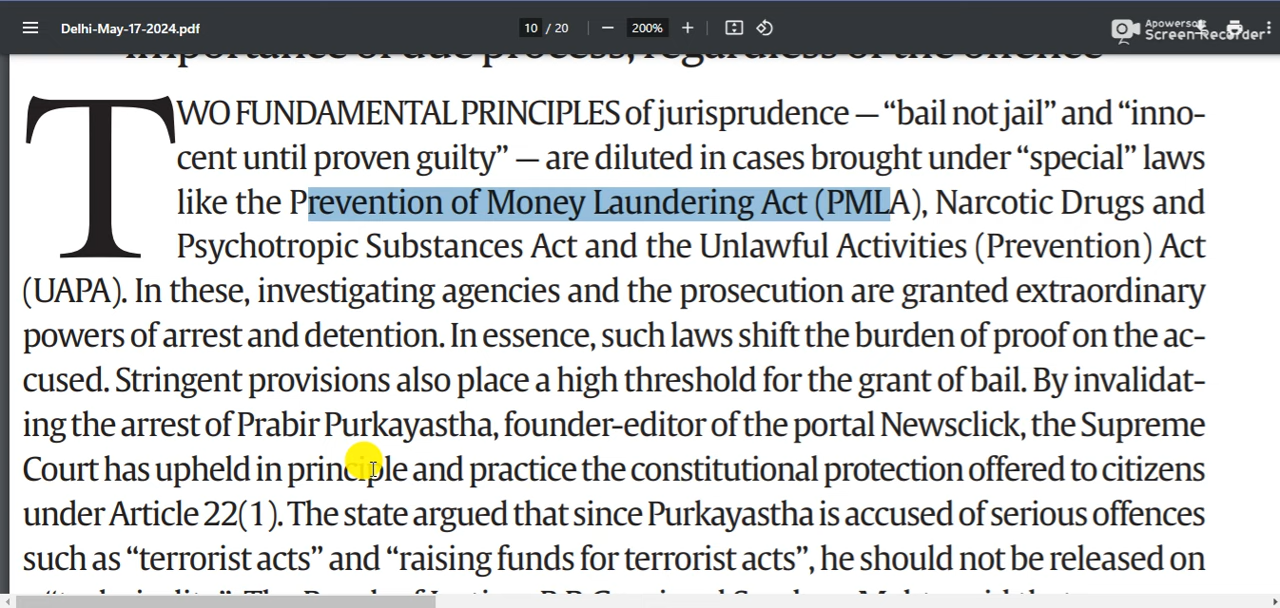 Delhi-May-17-2024.pdf
10 / 20
200%
Apowersoft
Screen Recorder
importance of due process, regardless of the offence
TWO FUNDAMENTAL PRINCIPLES of jurisprudence — “bail not jail” and “inno-
cent until proven guilty” — are diluted in cases brought under “special” laws
like the Prevention of Money Laundering Act (PMLA), Narcotic Drugs and
Psychotropic Substances Act and the Unlawful Activities (Prevention) Act
(UAPA). In these, investigating agencies and the prosecution are granted extraordinary
powers of arrest and detention. In essence, such laws shift the burden of proof on the ac-
cused. Stringent provisions also place a high threshold for the grant of bail. By invalidat-
ing the arrest of Prabir Purkayastha, founder-editor of the portal Newsclick, the Supreme
Court has upheld in principle and practice the constitutional protection offered to citizens
under Article 22(1). The state argued that since Purkayastha is accused of serious offences
such as “terrorist acts” and “raising funds for terrorist acts”, he should not be released on